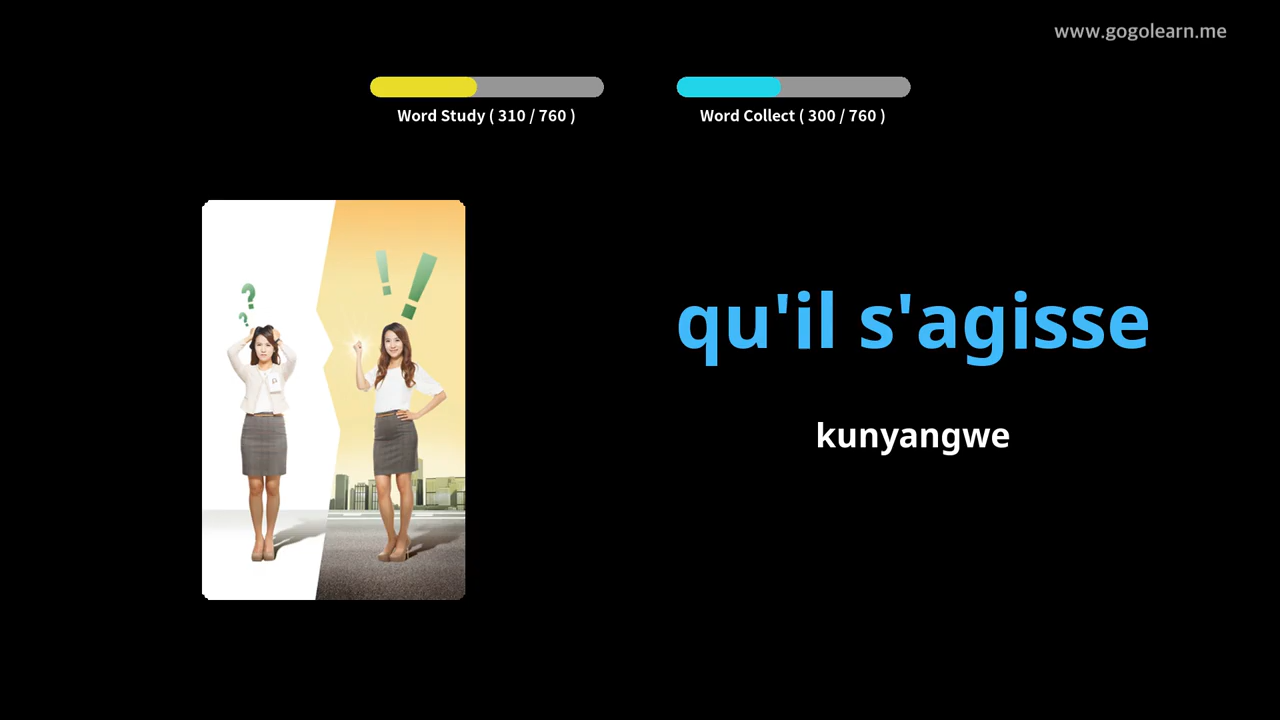 www.gogolearn.me
Word Study ( 310 / 760 )
Word Collect ( 300 / 760 )
qu'il s'agisse
kunyangwe